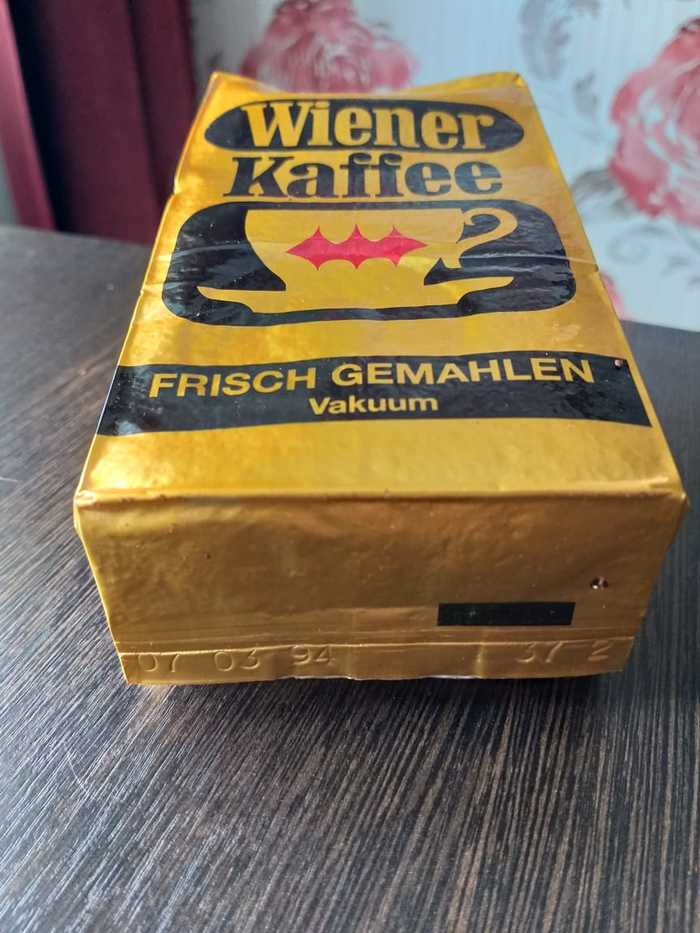 Wiener
Kaffee
FRISCH GEMAHLEN
Vakuum
07 03 94 37 2